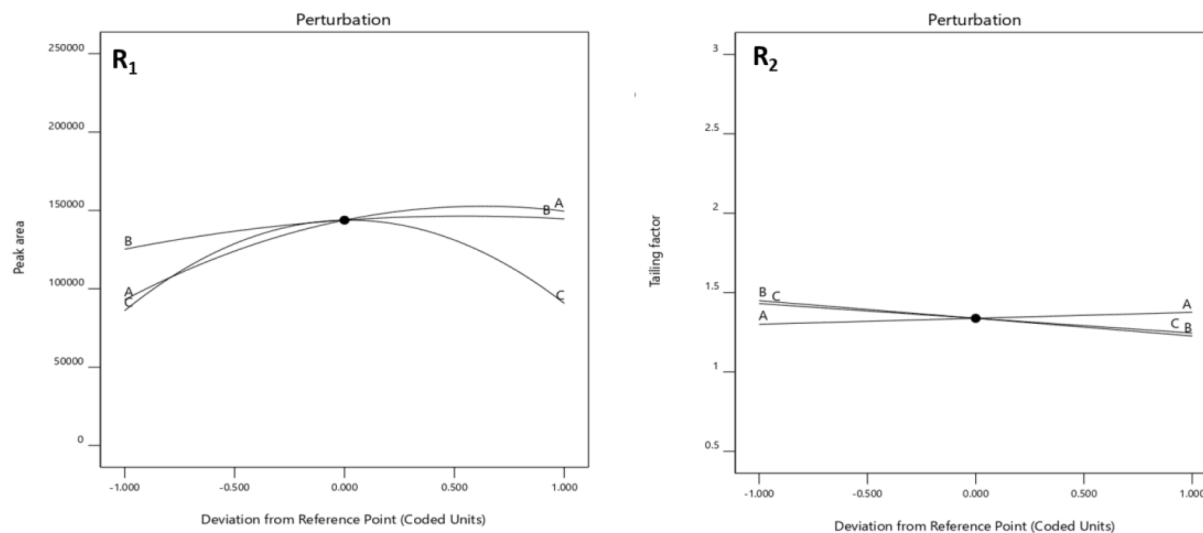 Perturbation
R1
250000
200000
150000
100000
50000
0
Peak area
B
A
C
A
B
C
-1.000
-0.500
0.000
0.500
1.000
Deviation from Reference Point (Coded Units)
Perturbation
R2
3
2.5
2
1.5
1
0.5
Tailing factor
B
C
A
A
C
B
-1.000
-0.500
0.000
0.500
1.000
Deviation from Reference Point (Coded Units)